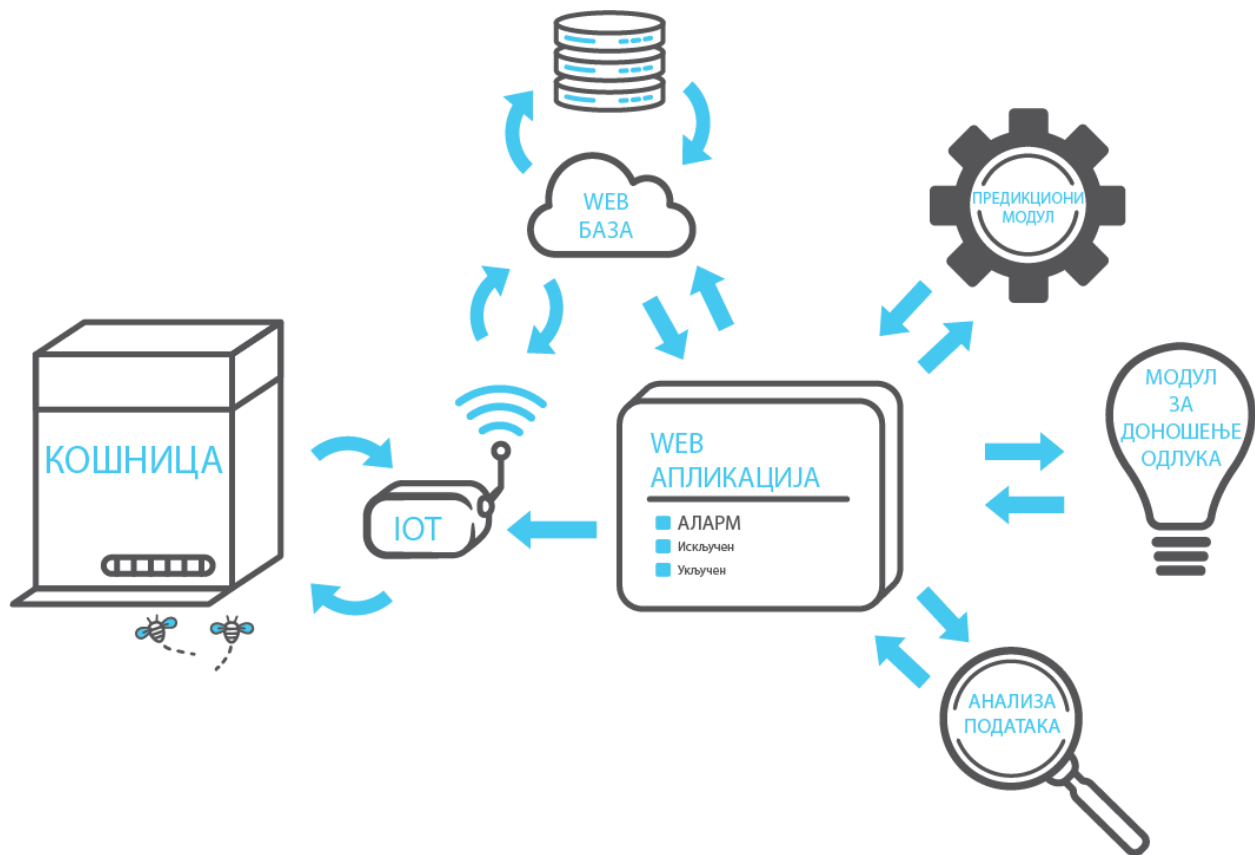 WEB
БАЗА
ПРЕДИКЦИОНИ
МОДУЛ
КОШНИЦА
IOT
WEB
АПЛИКАЦИЈА
АЛАРМ
Искључен
Укључен
МОДУЛ
ЗА
ДОНОШЕЊЕ
ОДЛУКА
АНАЛИЗА
ПОДАТАКА